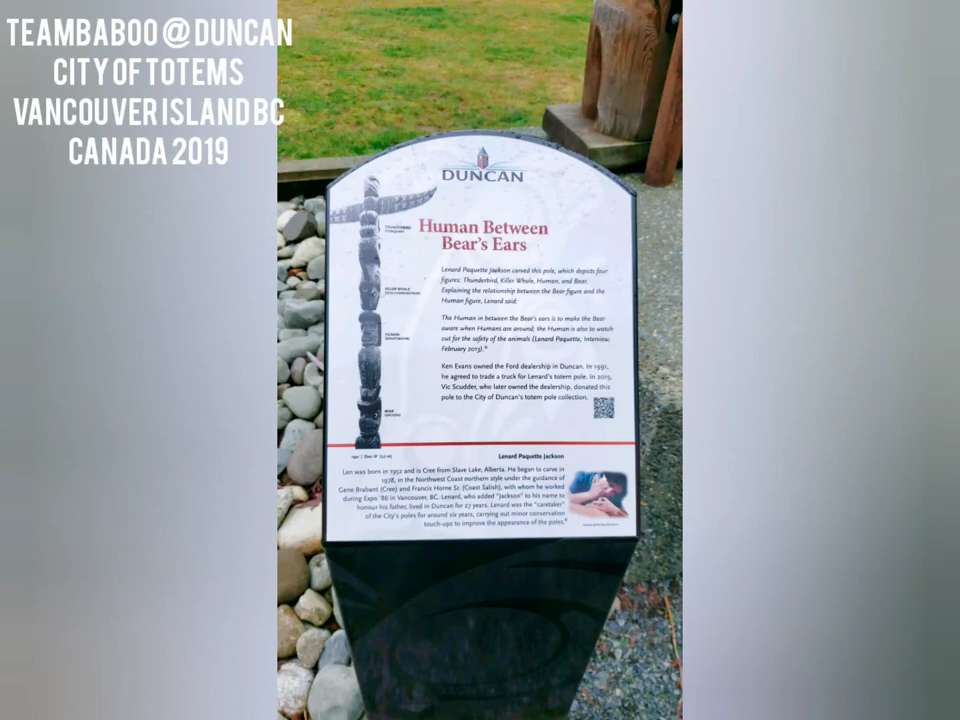 TEAMBABOO @ DUNCAN
CITY OF TOTEMS
VANCOUVER ISLAND BC
CANADA 2019
DUNCAN
Human Between
Bear's Ears
THUNDERBIRD
KILLER WHALE
HUMAN
BEAR
Lenard Paquette Jackson carved this pole, which depicts four
figures: Thunderbird, Killer Whale, Human, and Bear.
Explaining the relationship between the Bear figure and the
Human figure, Lenard said:
The Human in between the Bear's ears is to make the Bear
aware when Humans are around; the Human is also to watch
out for the safety of the animals (Lenard Paquette, Interview,
February 2013).
Ken Evans owned the Ford dealership in Duncan. In 1991,
he agreed to trade a truck for Lenard's totem pole. In 2015,
Vic Scudder, who later owned the dealership, donated this
pole to the City of Duncan's totem pole collection.
Lenard Paquette Jackson
Len was born in 1952 and is Cree from Slave Lake, Alberta. He began to carve in
1978, in the Northwest Coast northern style under the guidance of
Gene Brabant (Cree) and Francis Horne Sr. (Coast Salish), with whom he worked
during Expo '86 in Vancouver, BC. Lenard, who added "Jackson" to his name to
honour his father, lived in Duncan for 27 years. Lenard was the "caretaker"
of the City's poles for around six years, carrying out minor conservation
touch-ups to improve the appearance of the poles.